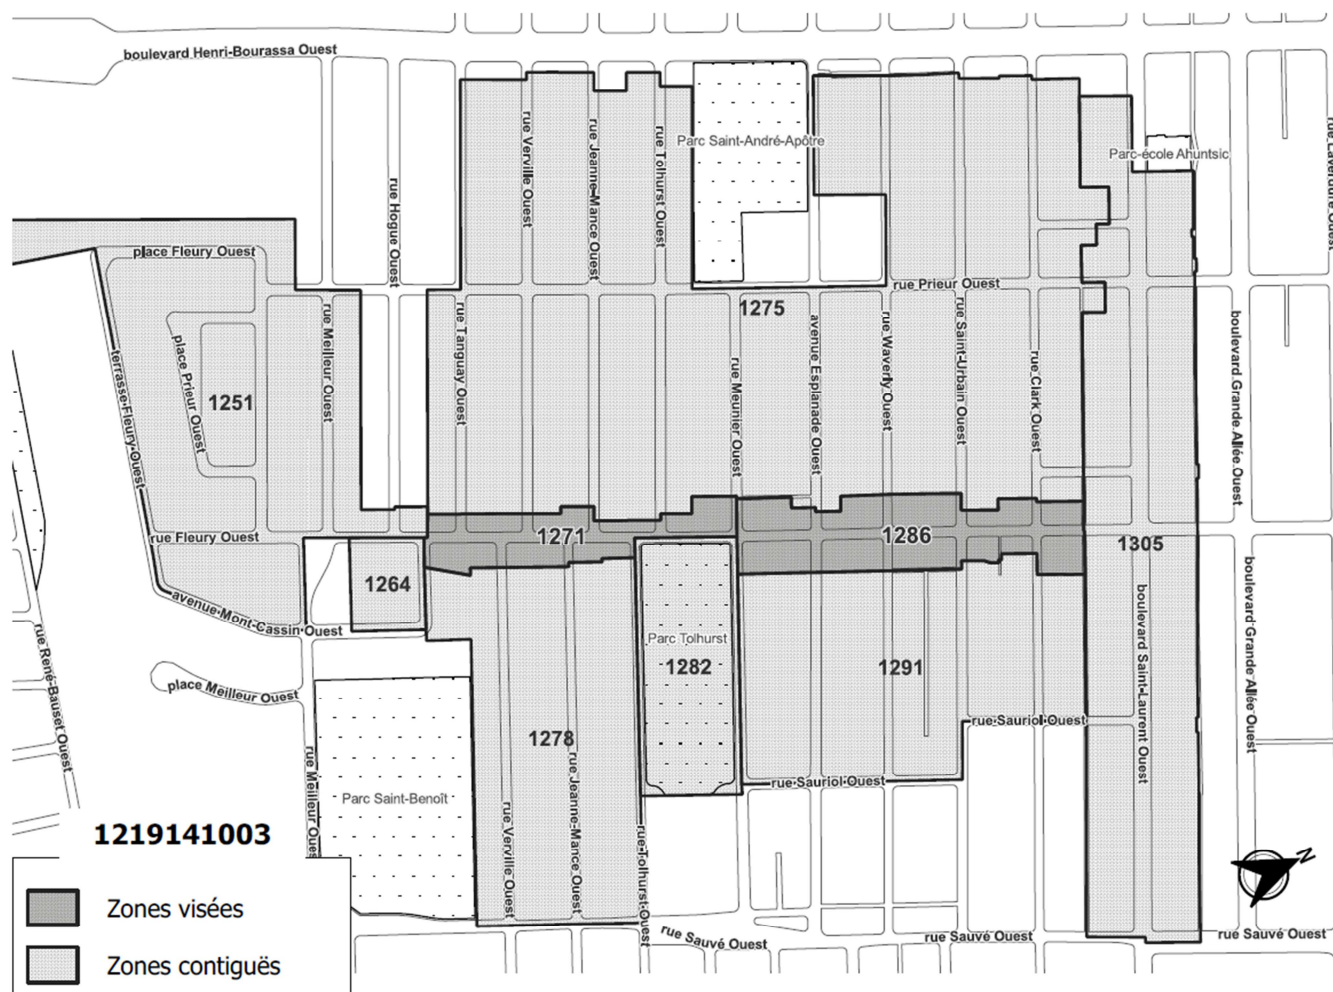 boulevard Henri-Bourassa Ouest
rue Verville Ouest
rue Jeanne-Mance Ouest
rue Tolhurst Ouest
Parc Saint-André-Apôtre
Parc-école Ahuntsic
rue Laverdure Ouest
rue Hogue Ouest
place Fleury Ouest
rue Prieur Ouest
1275
rue Meilleur Ouest
rue Tanguay Ouest
rue Meunier Ouest
avenue Esplanade Ouest
rue Waverly Ouest
rue Saint-Urbain Ouest
rue Clark Ouest
boulevard Grande Allée Ouest
terrasse Fleury Ouest
place Prieur Ouest
1251
rue Fleury Ouest
1271
1286
1305
1264
avenue Mont-Cassin Ouest
boulevard Saint-Laurent Ouest
boulevard Grande Allée Ouest
rue René-Bauset Ouest
Parc Tolhurst
1282
1291
place Meilleur Ouest
rue Sauriol Ouest
1278
rue Sauriol Ouest
rue Meilleur Oues
Parc Saint-Benoît
rue Verville Ouest
rue Jeanne-Mance Ouest
rue Tolhurst Ouest
rue Sauvé Ouest
rue Sauvé Ouest
rue Sauvé Ouest
N
1219141003
Zones visées
Zones contiguës